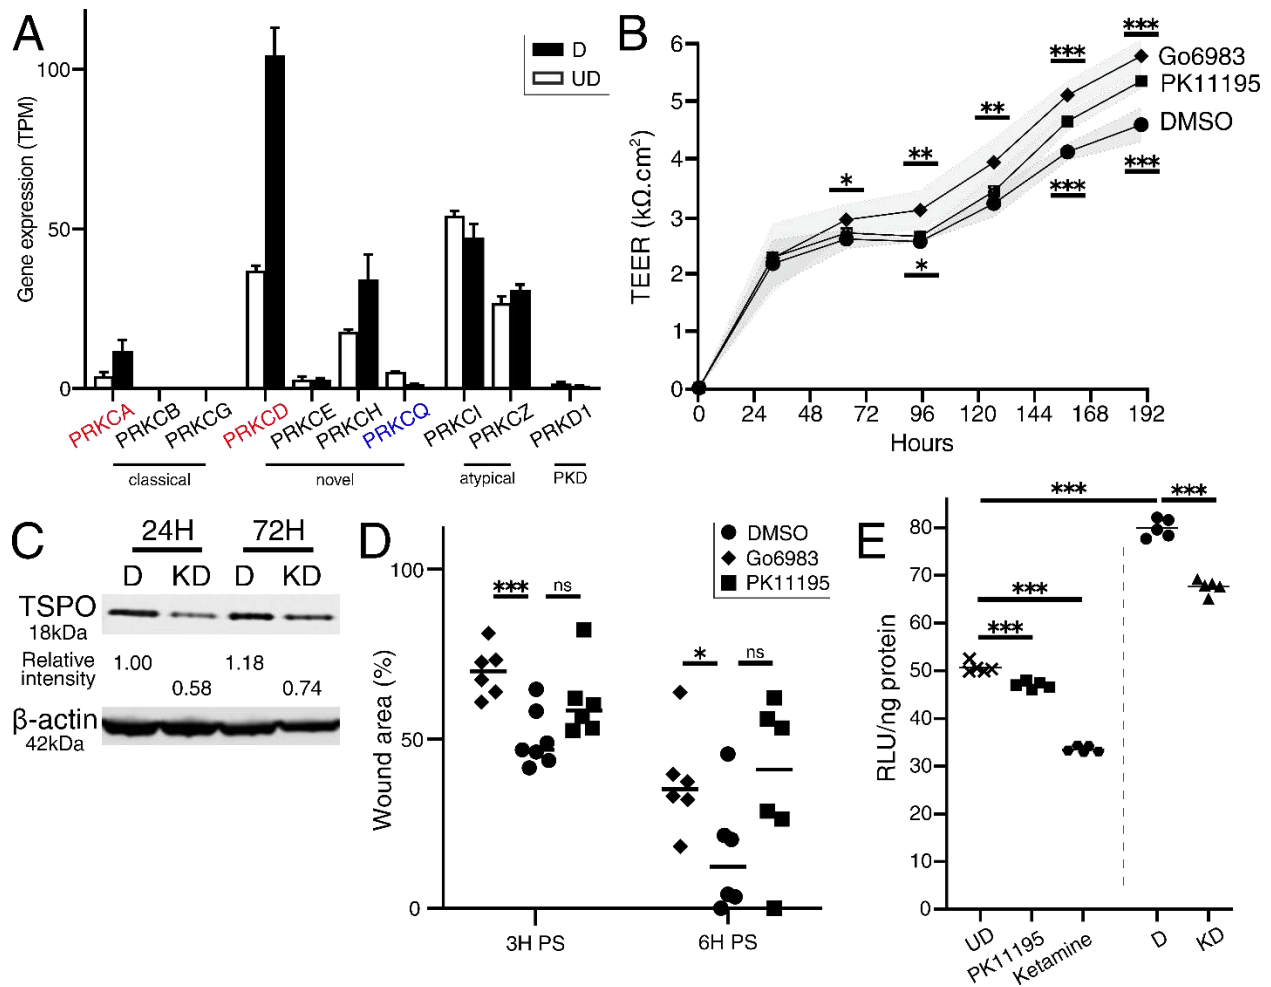 A
Gene expression (TPM)
100
50
0
D
UD
PRKCA
PRKCB
PRKCG
PRKCD
PRKCE
PRKCH
PRKCQ
PRKCI
PRKCZ
PRKD1
classical
novel
atypical
PKD
B
TEER (kΩ.cm²)
6
5
4
3
2
1
0
*
**
**
***
***
*
***
***
Go6983
PK11195
DMSO
0 24 48 72 96 120 144 168 192
Hours
C
24H 72H
D KD D KD
TSPO
18kDa
Relative
intensity
1.00 1.18
0.58 0.74
β-actin
42kDa
D
Wound area (%)
100
50
0
DMSO
Go6983
PK11195
*** ns
* ns
3H PS 6H PS
E
RLU/ng protein
80
70
60
50
40
30
20
10
0
*** ***
***
***
UD
PK11195
Ketamine
D
KD